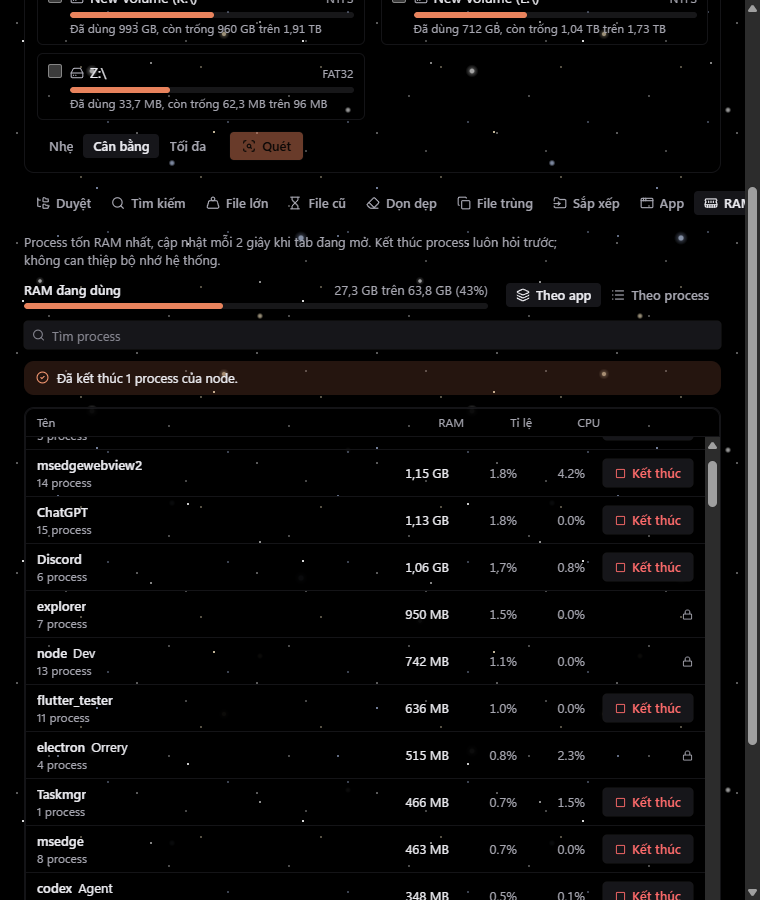 New Volume (K:\) NTFS
Đã dùng 993 GB, còn trống 960 GB trên 1,91 TB
New Volume (L:\) NTFS
Đã dùng 712 GB, còn trống 1,04 TB trên 1,73 TB
Z:\ FAT32
Đã dùng 33,7 MB, còn trống 62,3 MB trên 96 MB
Nhẹ Cân bằng Tối đa Quét
Duyệt Tìm kiếm File lớn File cũ Dọn dẹp File trùng Sắp xếp App RAM
Process tốn RAM nhất, cập nhật mỗi 2 giây khi tab đang mở. Kết thúc process luôn hỏi trước;
không can thiệp bộ nhớ hệ thống.
RAM đang dùng 27,3 GB trên 63,8 GB (43%) Theo app Theo process
Tìm process
Đã kết thúc 1 process của node.
Tên RAM Tỉ lệ CPU
process
msedgewebview2 1,15 GB 1.8% 4.2% Kết thúc
14 process
ChatGPT 1,13 GB 1.8% 0.0% Kết thúc
15 process
Discord 1,06 GB 1,7% 0.8% Kết thúc
6 process
explorer 950 MB 1.5% 0.0%
7 process
node Dev 742 MB 1.1% 0.0%
13 process
flutter_tester 636 MB 1.0% 0.0% Kết thúc
11 process
electron Orrery 515 MB 0.8% 2.3%
4 process
Taskmgr 466 MB 0.7% 1.5% Kết thúc
1 process
msedge 463 MB 0.7% 0.0% Kết thúc
8 process
codex Agent 348 MB 0.5% 0.1% Kết thúc